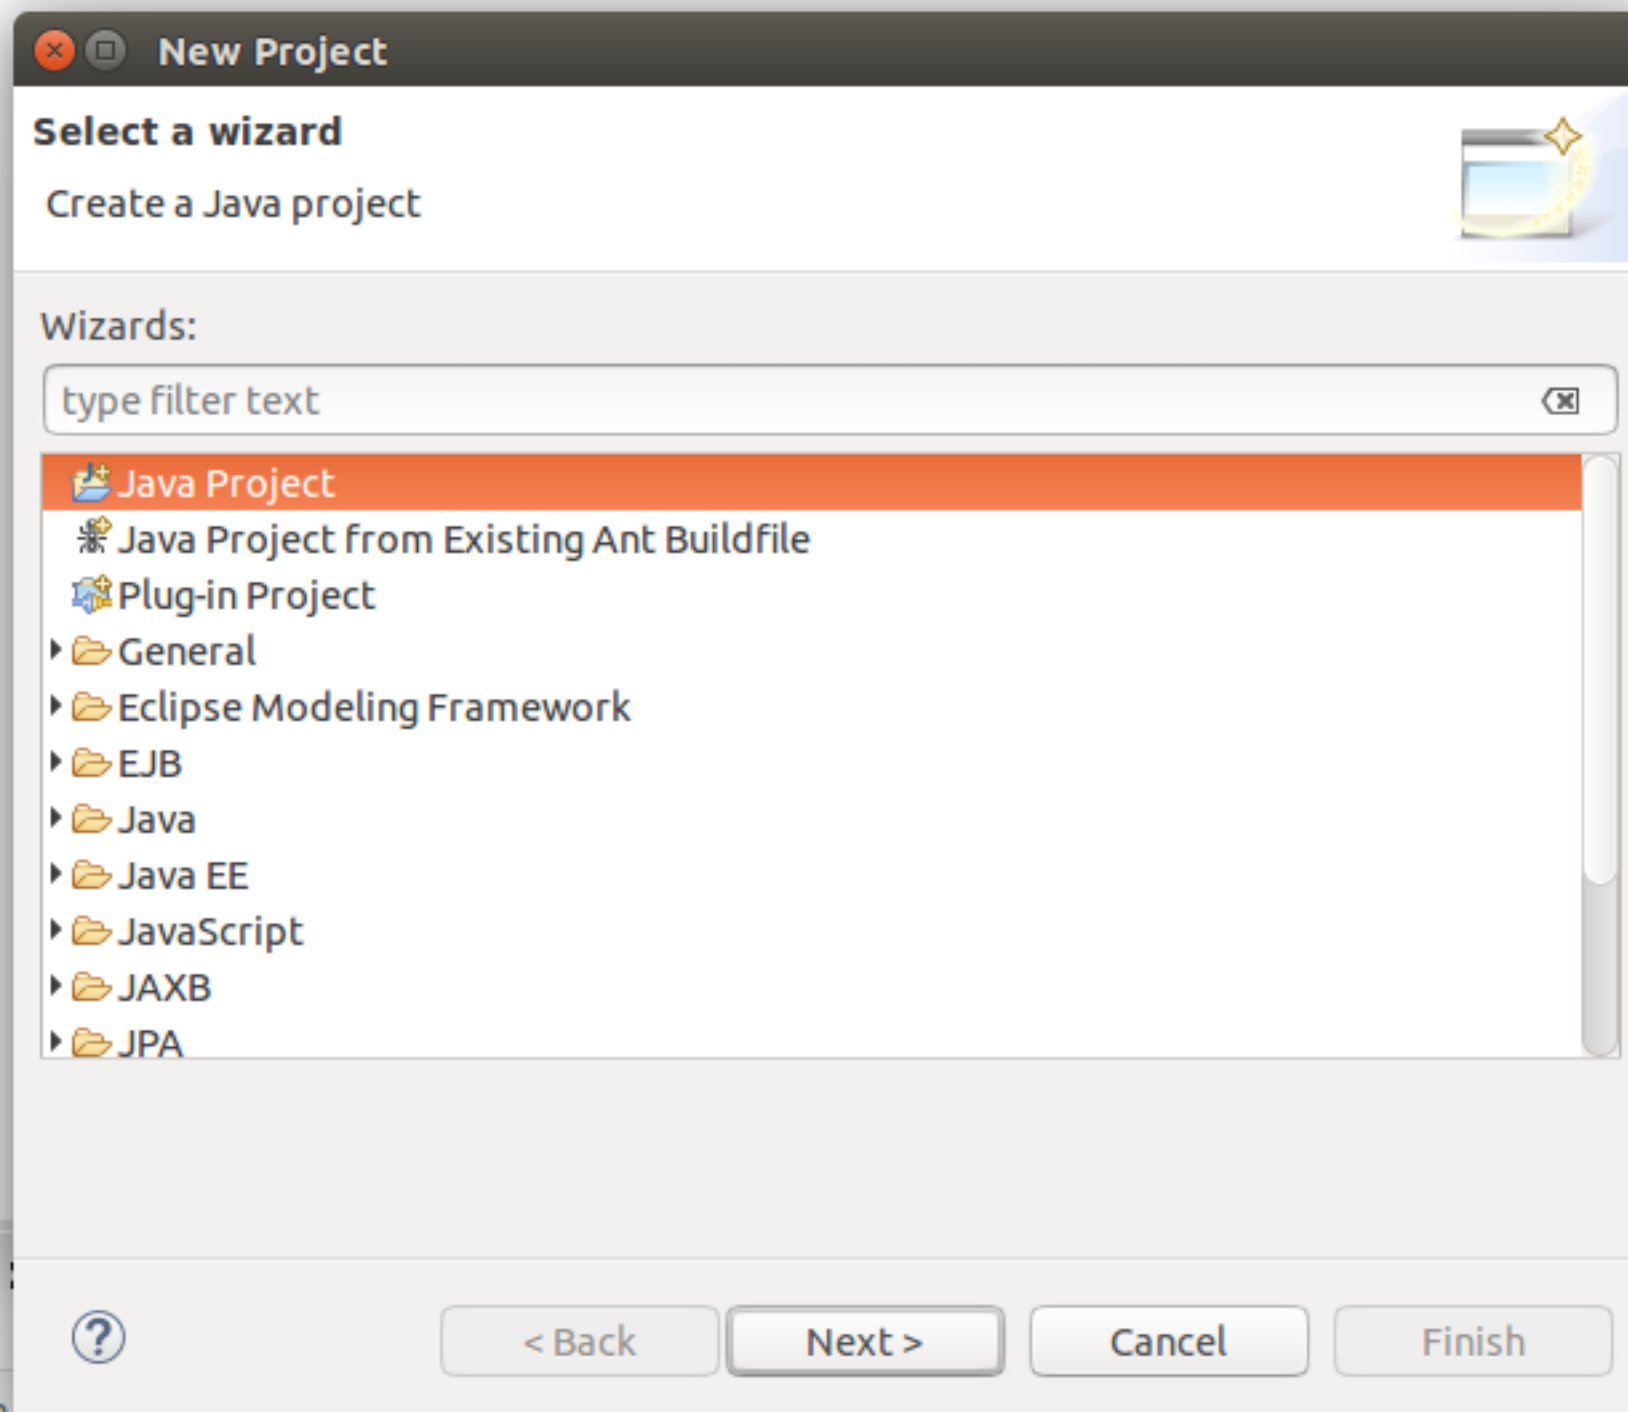 New Project
Select a wizard
Create a Java project
Wizards:
type filter text
Java Project
Java Project from Existing Ant Buildfile
Plug-in Project
General
Eclipse Modeling Framework
EJB
Java
Java EE
JavaScript
JAXB
JPA
< Back Next > Cancel Finish